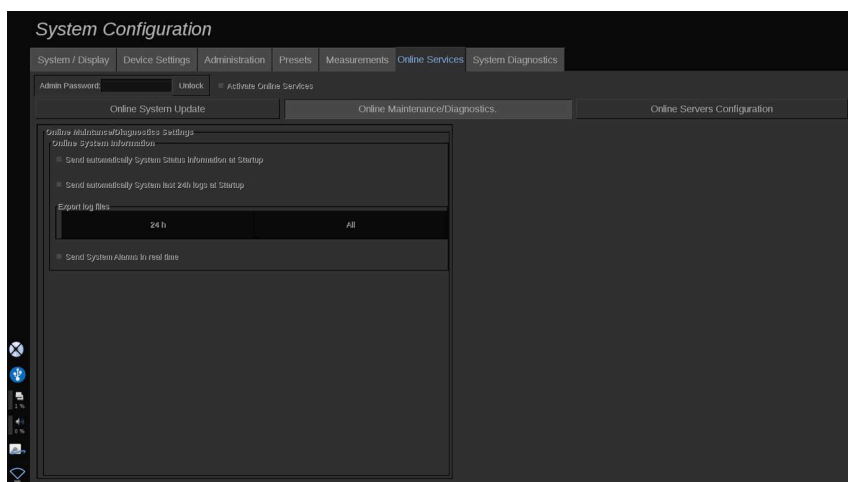 System Configuration
System / Display Device Settings Administration Presets Measurements Online Services System Diagnostics
Admin Password: Unlock Activate Online Services
Online System Update Online Maintenance/Diagnostics. Online Servers Configuration
Online Maintance/Diagnostics Settings
Online System Information
Send automatically System Status information at Startup
Send automatically System last 24h logs at Startup
Export log files
24 h All
Send System Alarms in real time
1 %
0 %